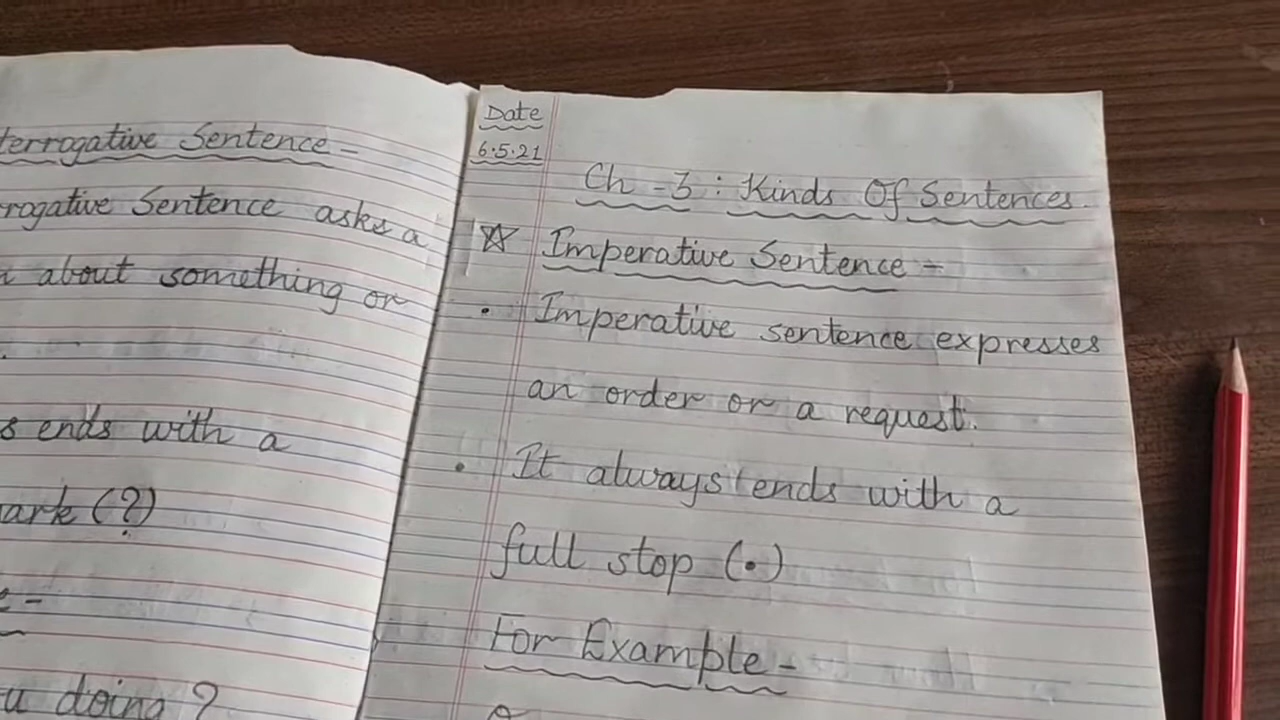 terrogative Sentence -
rogative Sentence asks a
about something or
.
s ends with a
ark (?)
e -
u doing ?
Date
6.5.21
Ch - 3 : Kinds Of Sentences.
☆ Imperative Sentence -
• Imperative sentence expresses
an order or a request.
• It always ends with a
full stop (.)
For Example -